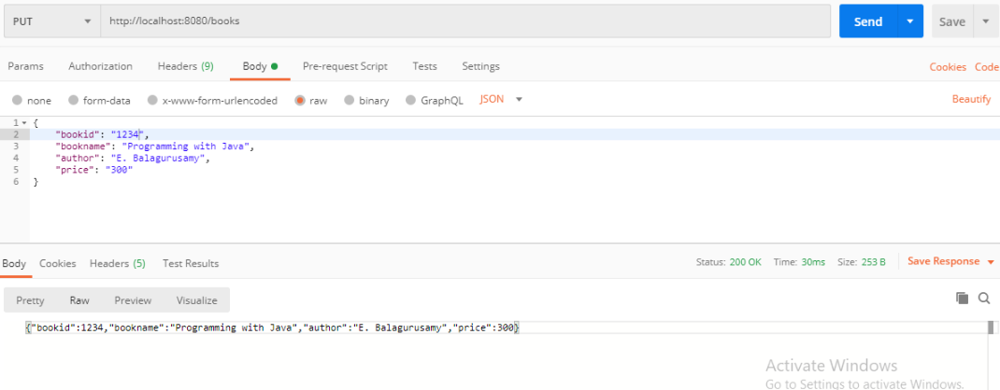 PUT http://localhost:8080/books Send Save
Params Authorization Headers (9) Body Pre-request Script Tests Settings Cookies Code
none form-data x-www-form-urlencoded raw binary GraphQL JSON Beautify
1 {
2 "bookid": "1234",
3 "bookname": "Programming with Java",
4 "author": "E. Balagurusamy",
5 "price": "300"
6 }
Body Cookies Headers (5) Test Results Status: 200 OK Time: 30ms Size: 253 B Save Response
Pretty Raw Preview Visualize
{"bookid":1234,"bookname":"Programming with Java","author":"E. Balagurusamy","price":300}
Activate Windows
Go to Settings to activate Windows.